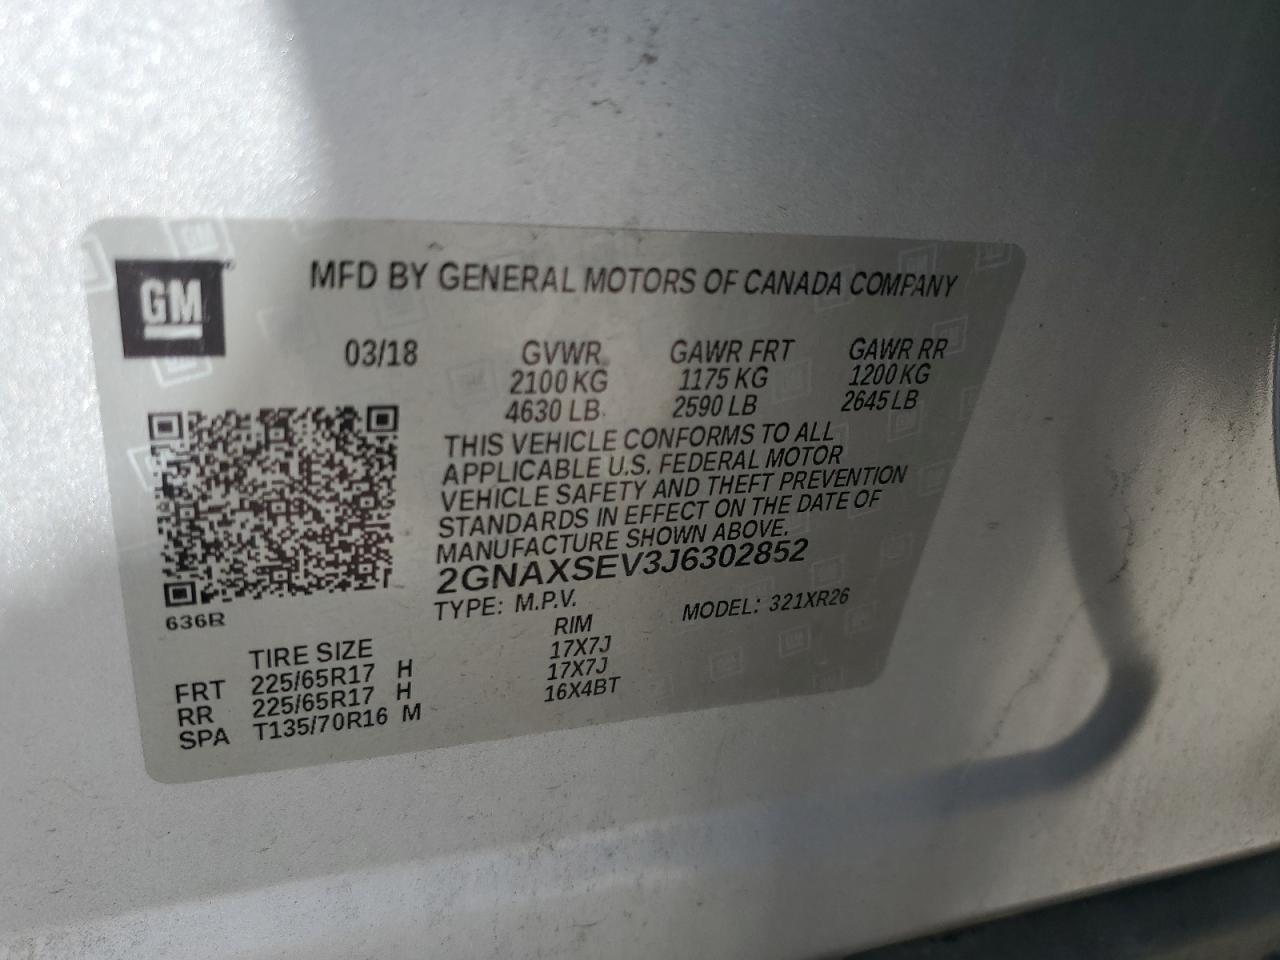 GM
MFD BY GENERAL MOTORS OF CANADA COMPANY
03/18 GVWR GAWR FRT GAWR RR
2100 KG 1175 KG 1200 KG
4630 LB 2590 LB 2645 LB
THIS VEHICLE CONFORMS TO ALL
APPLICABLE U.S. FEDERAL MOTOR
VEHICLE SAFETY AND THEFT PREVENTION
STANDARDS IN EFFECT ON THE DATE OF
MANUFACTURE SHOWN ABOVE.
2GNAXSEV3J6302852
TYPE: M.P.V. MODEL: 321XR26
636R
TIRE SIZE RIM
FRT 225/65R17 H 17X7J
RR 225/65R17 H 17X7J
SPA T135/70R16 M 16X4BT